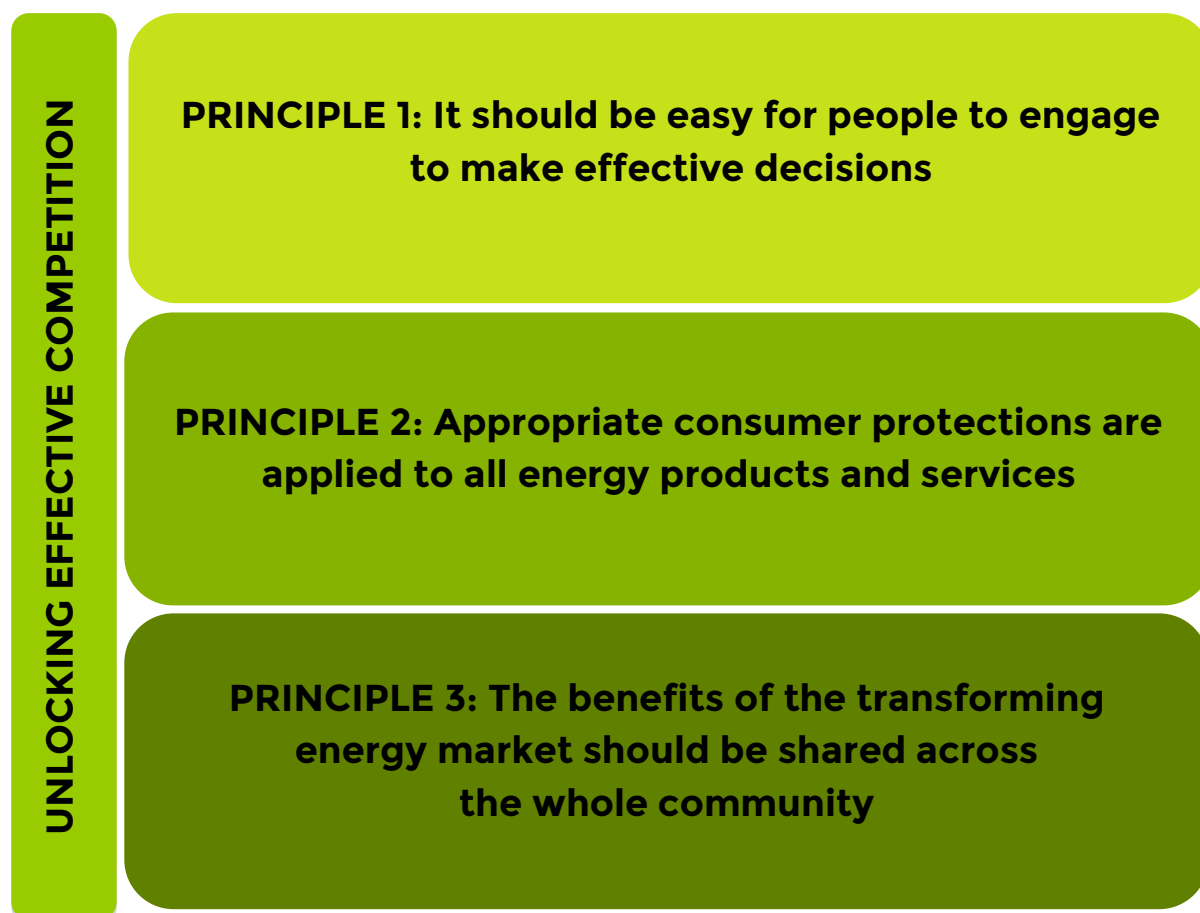 UNLOCKING EFFECTIVE COMPETITION
PRINCIPLE 1: It should be easy for people to engage
to make effective decisions
PRINCIPLE 2: Appropriate consumer protections are
applied to all energy products and services
PRINCIPLE 3: The benefits of the transforming
energy market should be shared across
the whole community